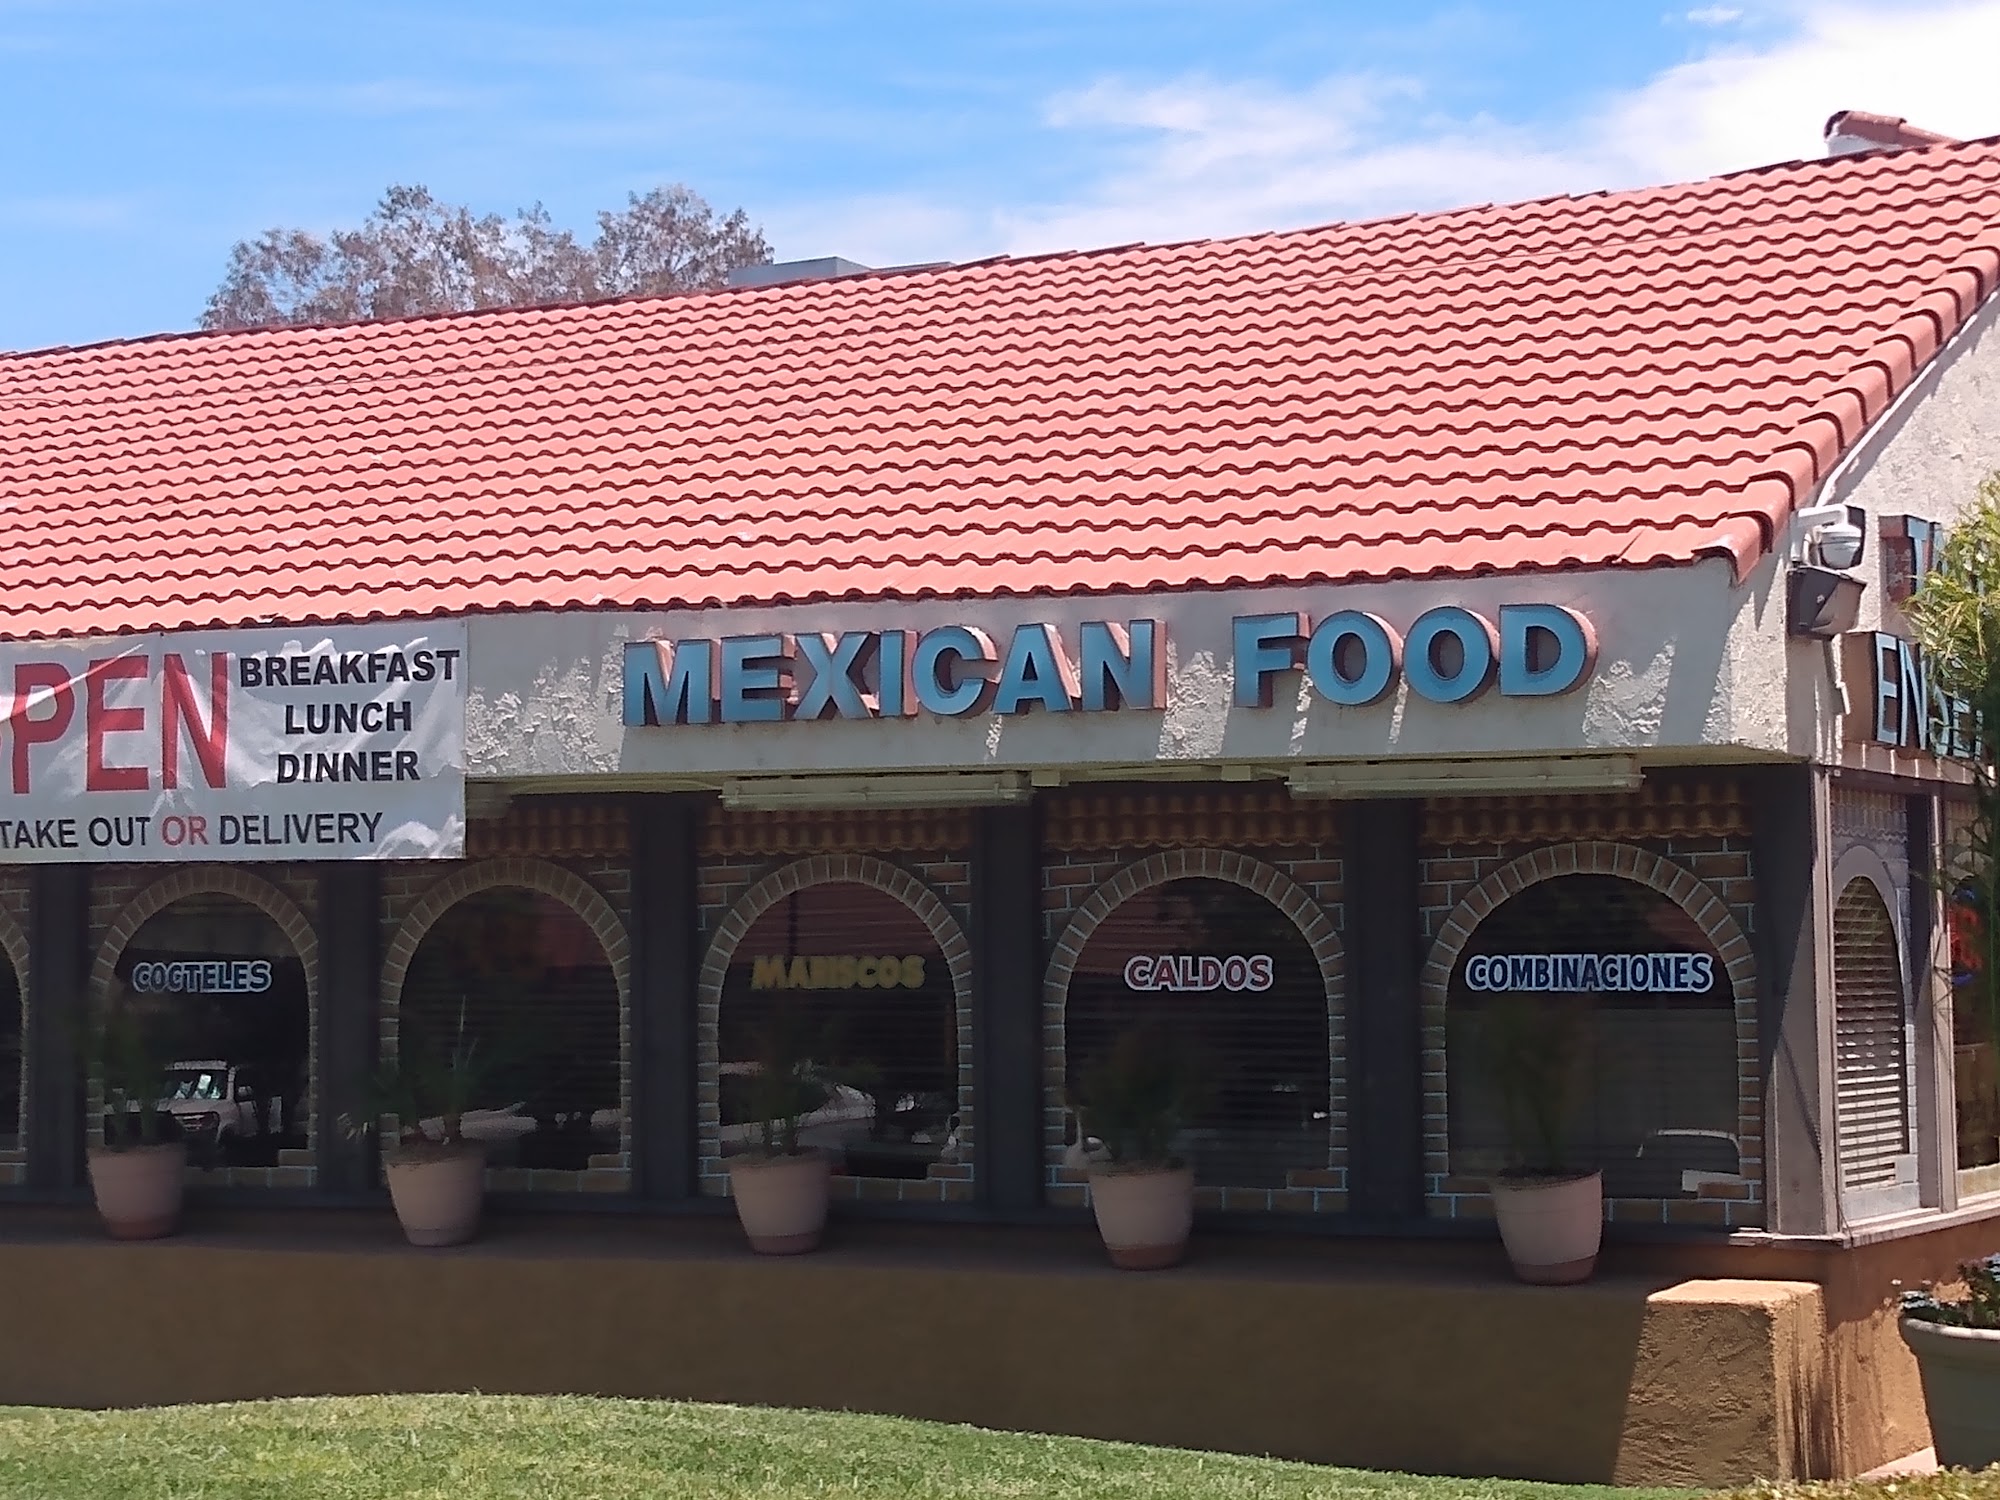 PEN
BREAKFAST
LUNCH
DINNER
TAKE OUT OR DELIVERY
MEXICAN FOOD
COCTELES
MARISCOS
CALDOS
COMBINACIONES